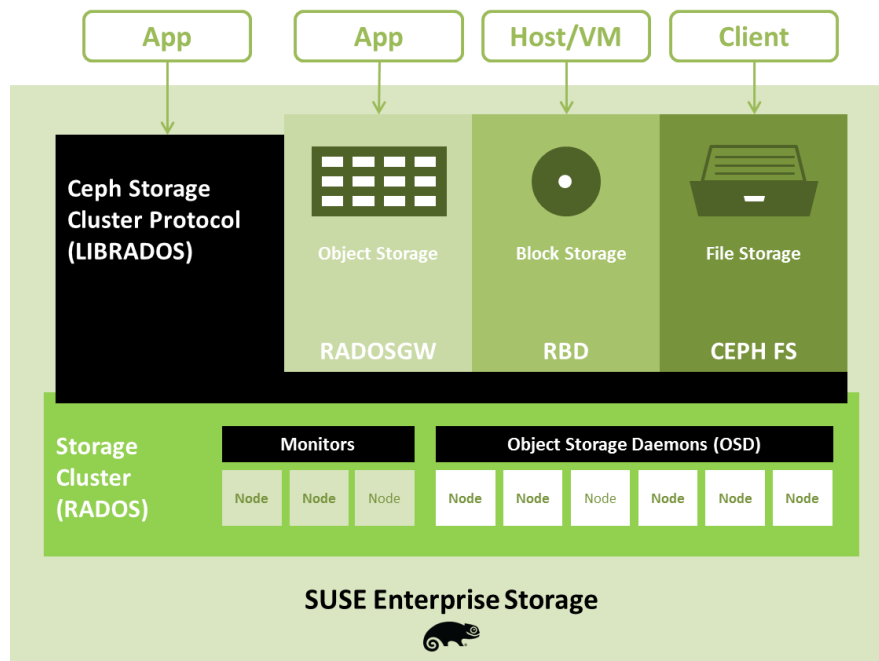 App
App
Host/VM
Client
Ceph Storage
Cluster Protocol
(LIBRADOS)
Object Storage
Block Storage
File Storage
RADOSGW
RBD
CEPH FS
Storage
Cluster
(RADOS)
Monitors
Object Storage Daemons (OSD)
Node
Node
Node
Node
Node
Node
Node
Node
Node
SUSE Enterprise Storage